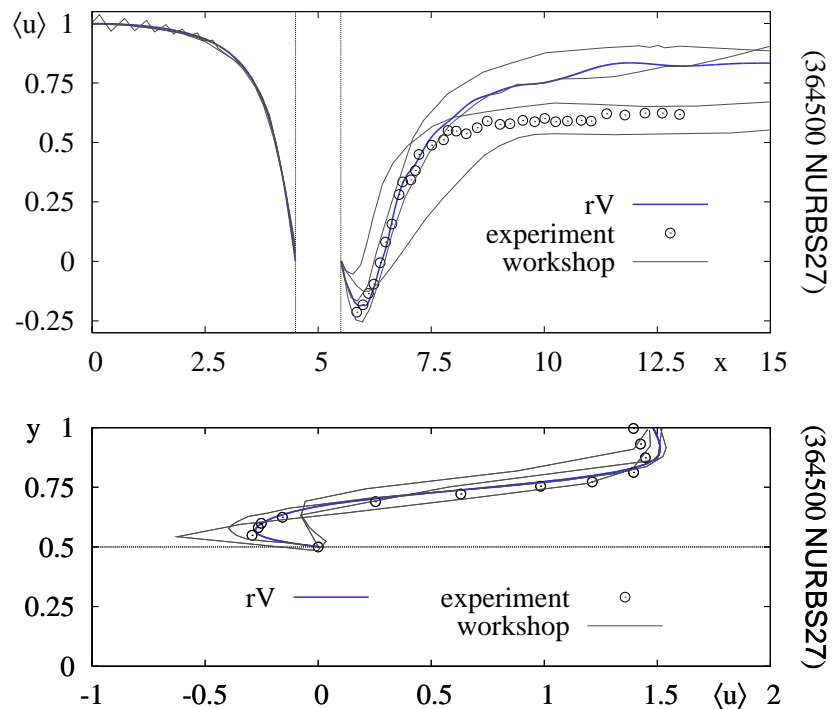 ⟨u⟩ 1
0.75
0.5
0.25
0
-0.25
rV
experiment
workshop
0 2.5 5 7.5 10 12.5 x 15
(364500 NURBS27)
y 1
0.75
0.5
0.25
0
rV experiment
workshop
-1 -0.5 0 0.5 1 1.5 ⟨u⟩ 2
(364500 NURBS27)